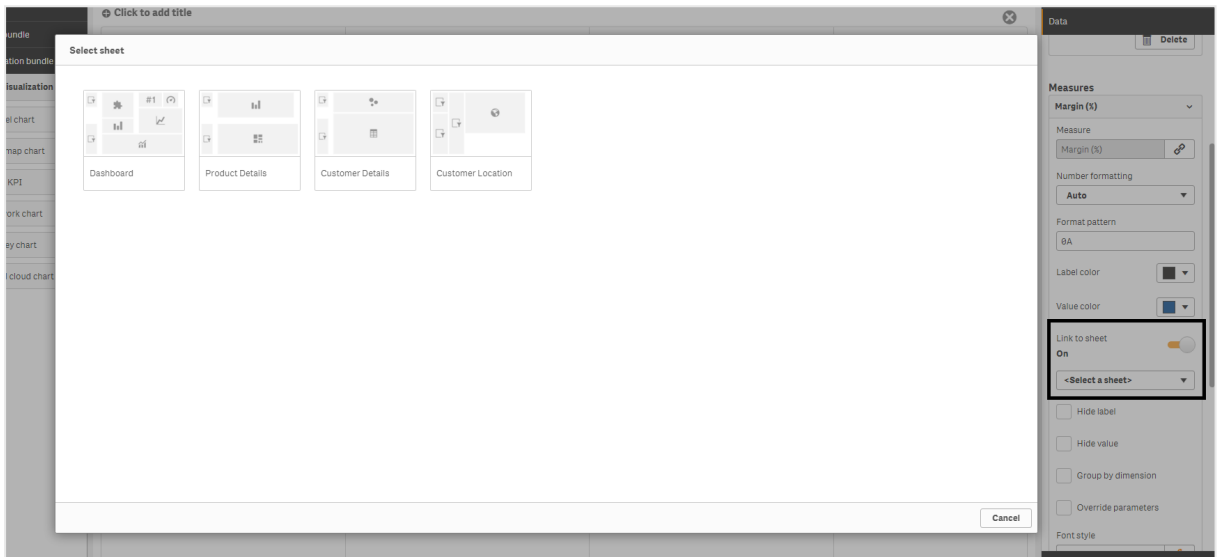 Click to add title
Data
undle
ation bundle
isualization
el chart
map chart
KPI
ork chart
ey chart
cloud chart
Select sheet
#1
Dashboard
Product Details
Customer Details
Customer Location
Cancel
Delete
Measures
Margin (%)
Measure
Margin (%)
Number formatting
Auto
Format pattern
0A
Label color
Value color
Link to sheet
On
<Select a sheet>
Hide label
Hide value
Group by dimension
Override parameters
Font style